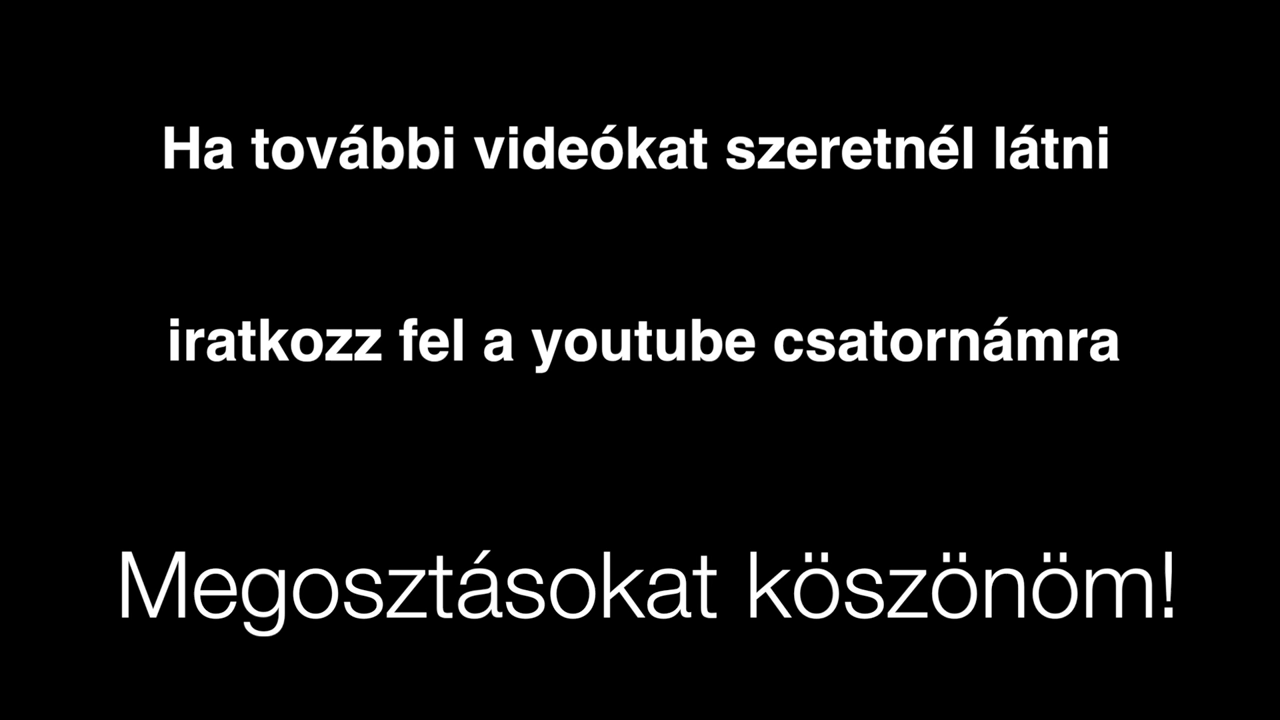 Ha további videókat szeretnél látni
iratkozz fel a youtube csatornámra
Megosztásokat köszönöm!